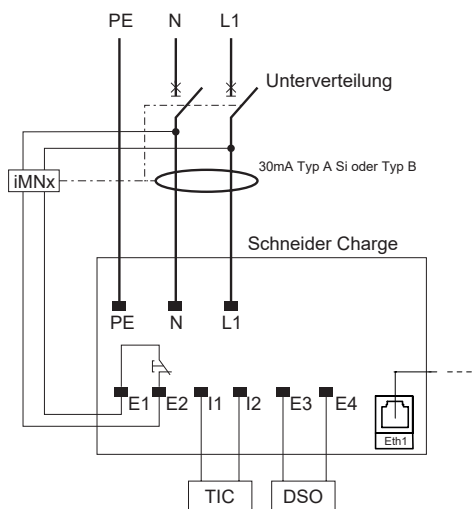 PE N L1
Unterverteilung
30mA Typ A Si oder Typ B
iMNx
Schneider Charge
PE N L1
E1 E2 I1 I2 E3 E4
Eth1
TIC DSO